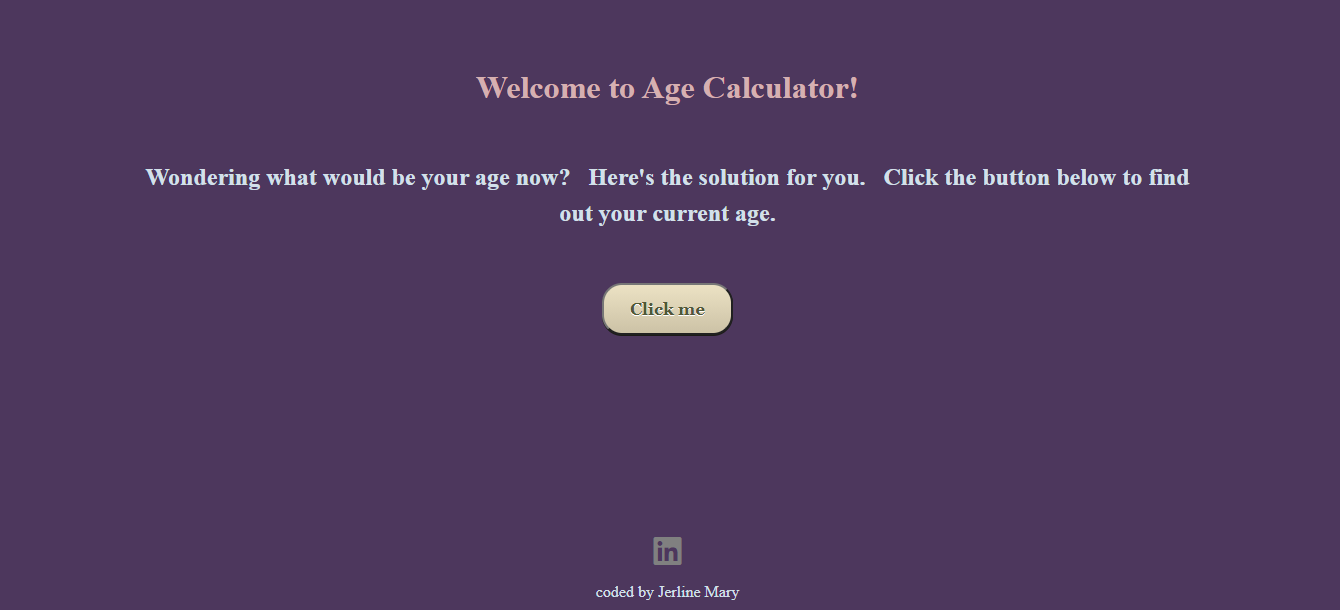 Welcome to Age Calculator!
Wondering what would be your age now?   Here's the solution for you.   Click the button below to find
out your current age.
Click me
in
coded by Jerline Mary